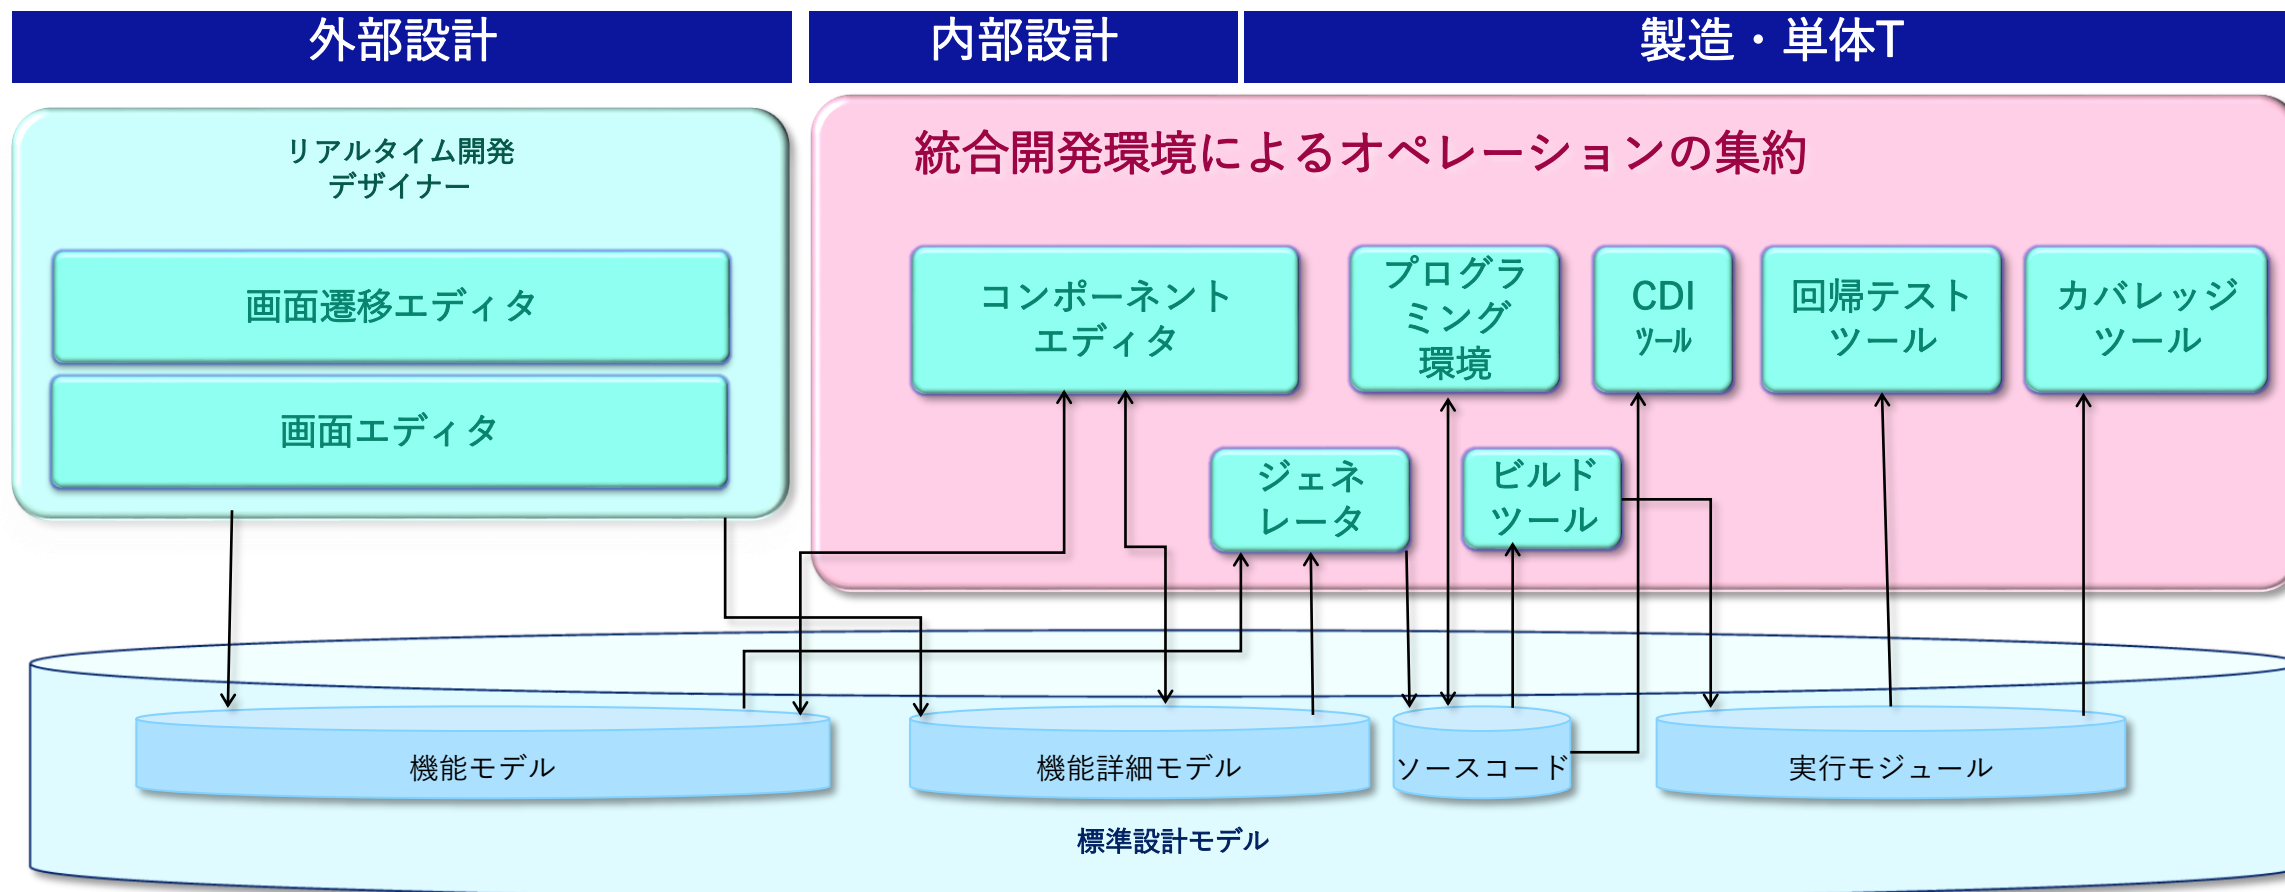 外部設計
内部設計
製造・単体T
リアルタイム開発
デザイナー
統合開発環境によるオペレーションの集約
画面遷移エディタ
画面エディタ
コンポーネント
エディタ
プログラ
ミング
環境
CDI
ﾂｰﾙ
回帰テスト
ツール
カバレッジ
ツール
ジェネ
レータ
ビルド
ツール
機能モデル
機能詳細モデル
ソースコード
実行モジュール
標準設計モデル